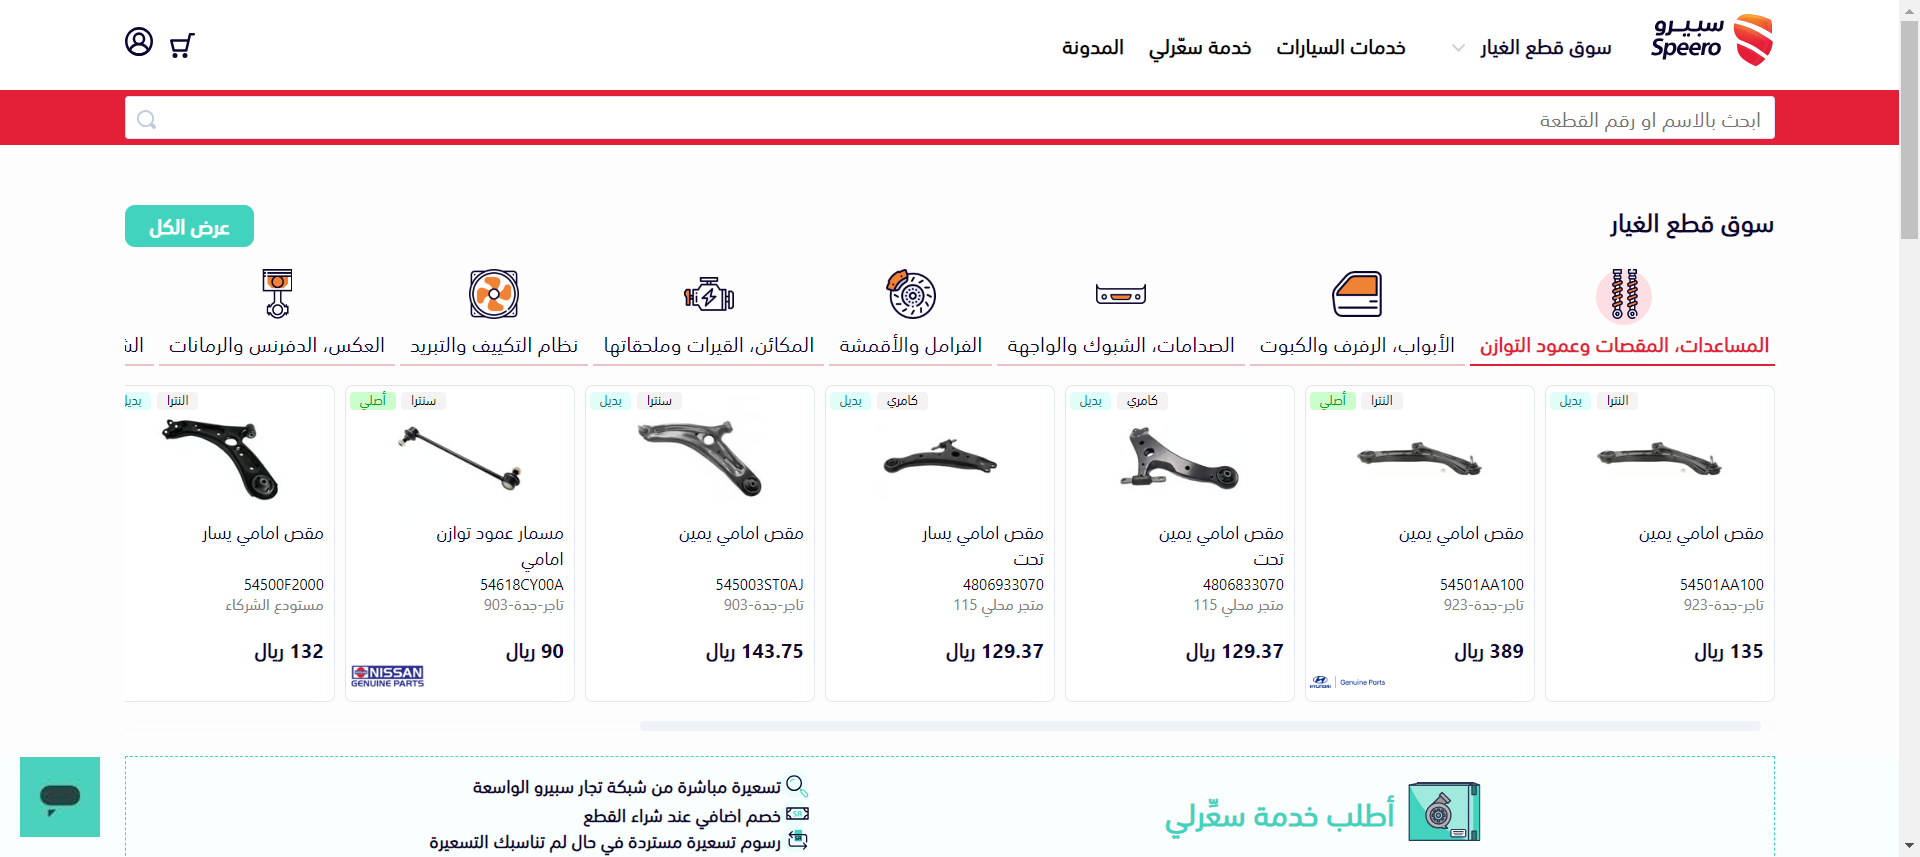 سبيرو
Speero
سوق قطع الغيار
خدمات السيارات
خدمة سعّرلي
المدونة
ابحث بالاسم او رقم القطعة
سوق قطع الغيار
عرض الكل
المساعدات، المقصات وعمود التوازن
الأبواب، الرفرف والكبوت
الصدامات، الشبوك والواجهة
الفرامل والأقمشة
المكائن، القيرات وملحقاتها
نظام التكييف والتبريد
العكس، الدفرنس والرمانات
النترا
بديل
مقص امامي يمين
54501AA100
تاجر-جدة-923
135 ريال
النترا
أصلي
مقص امامي يمين
54501AA100
تاجر-جدة-923
389 ريال
HYUNDAI | Genuine Parts
كامري
بديل
مقص امامي يمين
تحت
4806833070
متجر محلي 115
129.37 ريال
كامري
بديل
مقص امامي يسار
تحت
4806933070
متجر محلي 115
129.37 ريال
سنترا
بديل
مقص امامي يمين
545003ST0AJ
تاجر-جدة-903
143.75 ريال
سنترا
أصلي
مسمار عمود توازن
امامي
54618CY00A
تاجر-جدة-903
90 ريال
NISSAN
GENUINE PARTS
النترا
بديل
مقص امامي يسار
54500F2000
مستودع الشركاء
132 ريال
أطلب خدمة سعِّرلي
تسعيرة مباشرة من شبكة تجار سبيرو الواسعة
خصم اضافي عند شراء القطع
رسوم تسعيرة مستردة في حال لم تناسبك التسعيرة